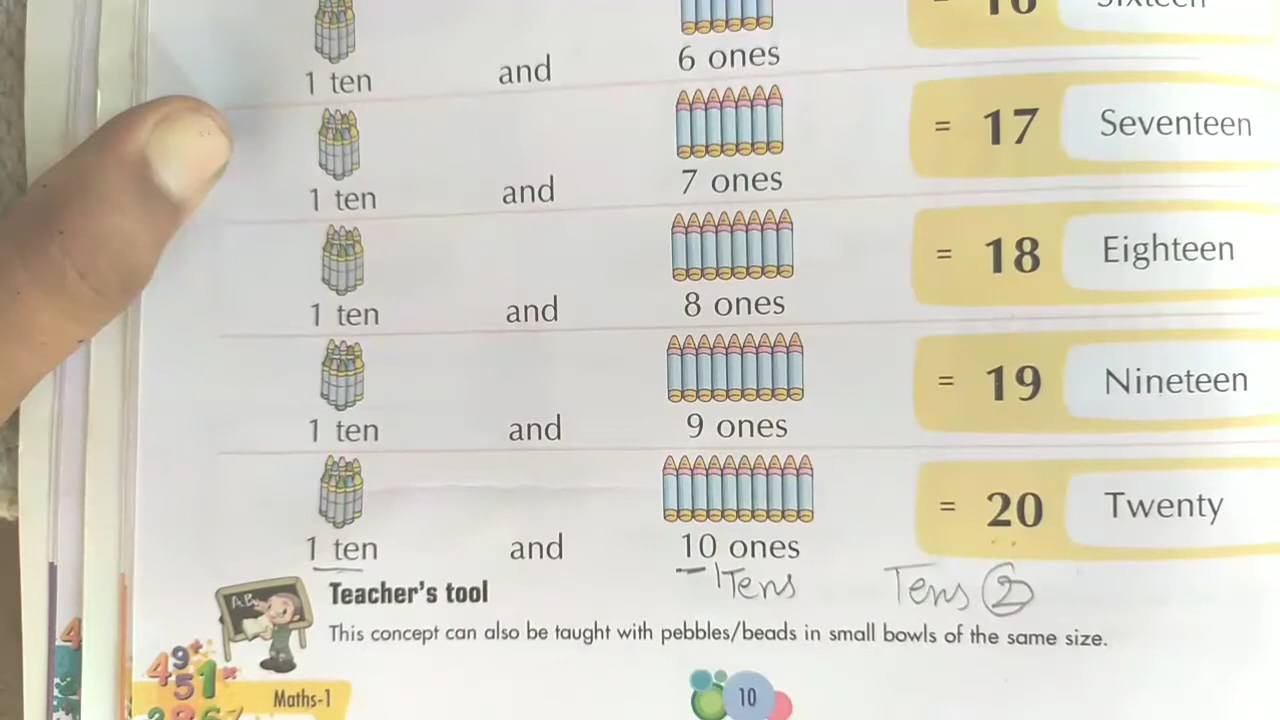 = 16 Sixteen
1 ten and 6 ones
= 17 Seventeen
1 ten and 7 ones
= 18 Eighteen
1 ten and 8 ones
= 19 Nineteen
1 ten and 9 ones
= 20 Twenty
1 ten and 10 ones
1 Tens Tens 2
Teacher's tool
This concept can also be taught with pebbles/beads in small bowls of the same size.
Maths-1
10